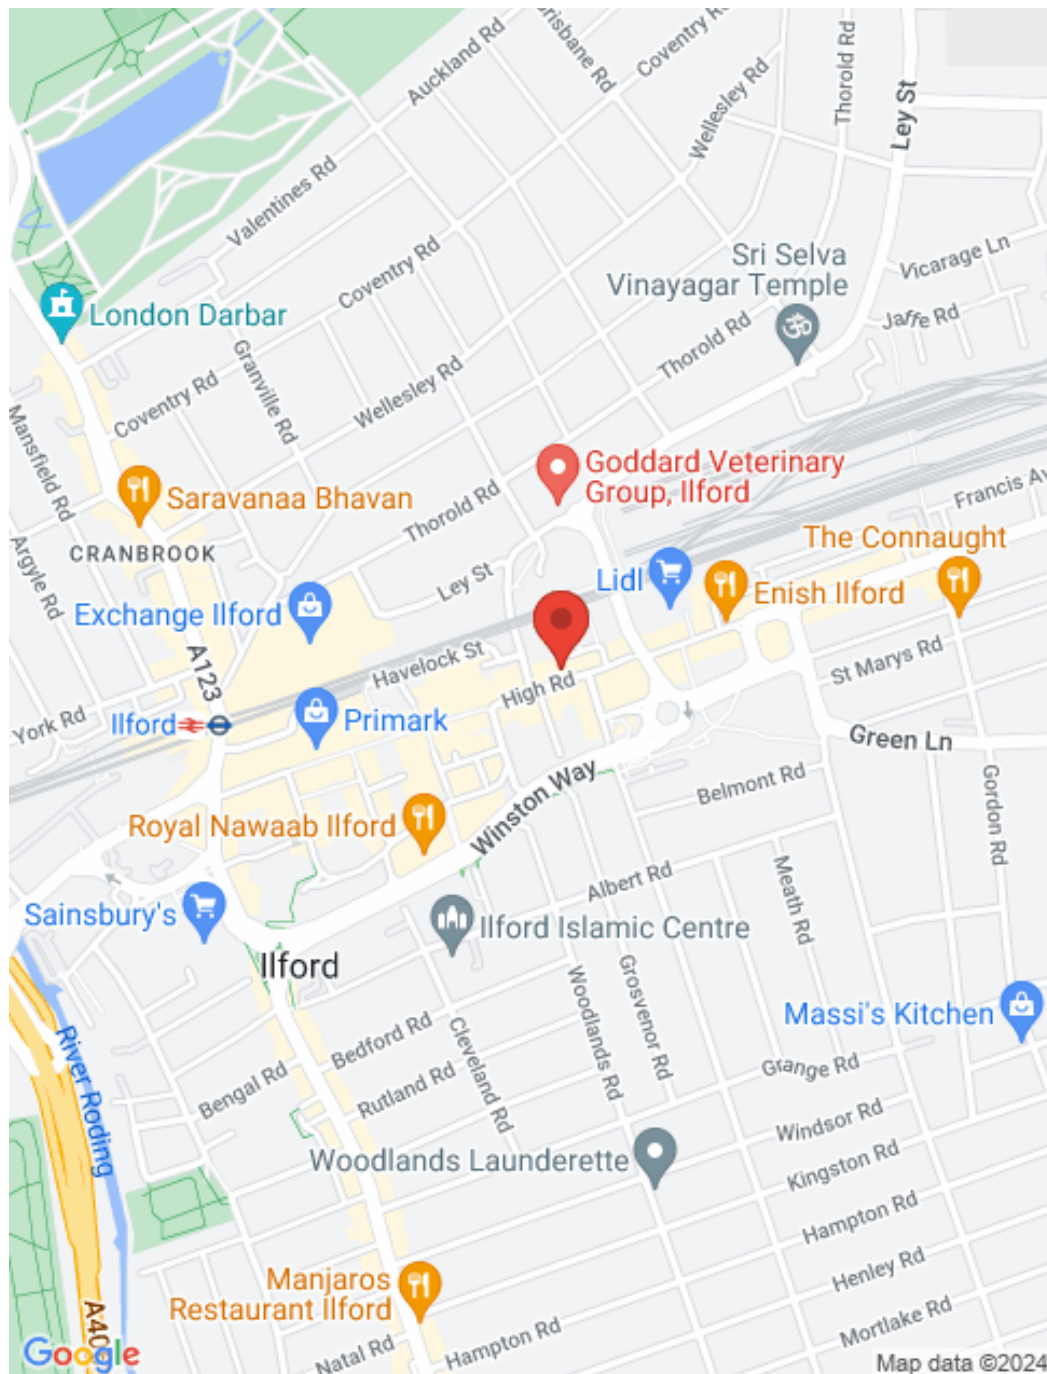 Brisbane Rd
Coventry Rd
Auckland Rd
Thorold Rd
Wellesley Rd
Ley St
Valentines Rd
Coventry Rd
Sri Selva
Vinayagar Temple
Vicarage Ln
London Darbar
Jaffe Rd
Thorold Rd
Granville Rd
Coventry Rd
Wellesley Rd
Mansfield Rd
Goddard Veterinary
Group, Ilford
Saravanaa Bhavan
Thorold Rd
Francis Av
Argyle Rd
CRANBROOK
The Connaught
Ley St
Lidl
Enish Ilford
Exchange Ilford
A123
Havelock St
St Marys Rd
High Rd
York Rd
Ilford
Primark
Green Ln
Winston Way
Belmont Rd
Gordon Rd
Royal Nawaab Ilford
Albert Rd
Meath Rd
Sainsbury's
Ilford Islamic Centre
Ilford
Woodlands Rd
Grosvenor Rd
Massi's Kitchen
River Roding
Bedford Rd
Cleveland Rd
Grange Rd
Bengal Rd
Rutland Rd
Windsor Rd
Woodlands Launderette
Kingston Rd
Hampton Rd
Manjaros
Restaurant Ilford
Henley Rd
A40
Mortlake Rd
Natal Rd
Hampton Rd
Google
Map data ©2024